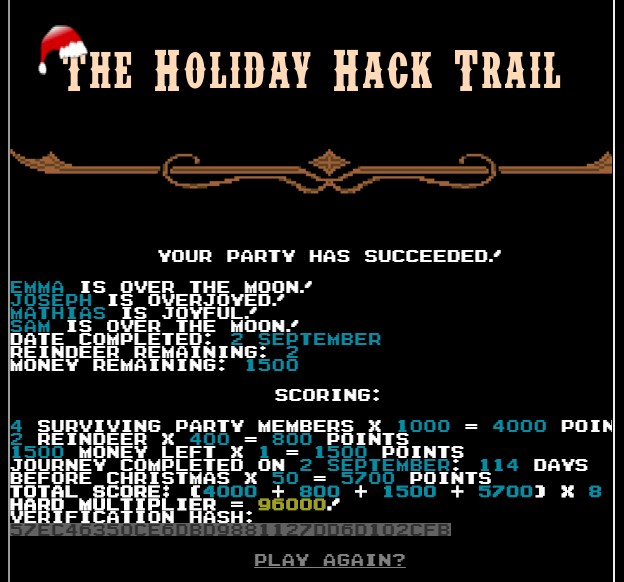 THE HOLIDAY HACK TRAIL
YOUR PARTY HAS SUCCEEDED!
EMMA IS OVER THE MOON!
JOSEPH IS OVERJOYED!
MATHIAS IS JOYFUL!
SAM IS OVER THE MOON!
DATE COMPLETED: 2 SEPTEMBER
REINDEER REMAINING: 2
MONEY REMAINING: 1500
SCORING:
4 SURVIVING PARTY MEMBERS X 1000 = 4000 POIN
2 REINDEER X 400 = 800 POINTS
1500 MONEY LEFT X 1 = 1500 POINTS
JOURNEY COMPLETED ON 2 SEPTEMBER: 114 DAYS
BEFORE CHRISTMAS X 50 = 5700 POINTS
TOTAL SCORE: (4000 + 800 + 1500 + 5700) X 8
HARD MULTIPLIER = 96000!
VERIFICATION HASH:
PLAY AGAIN?